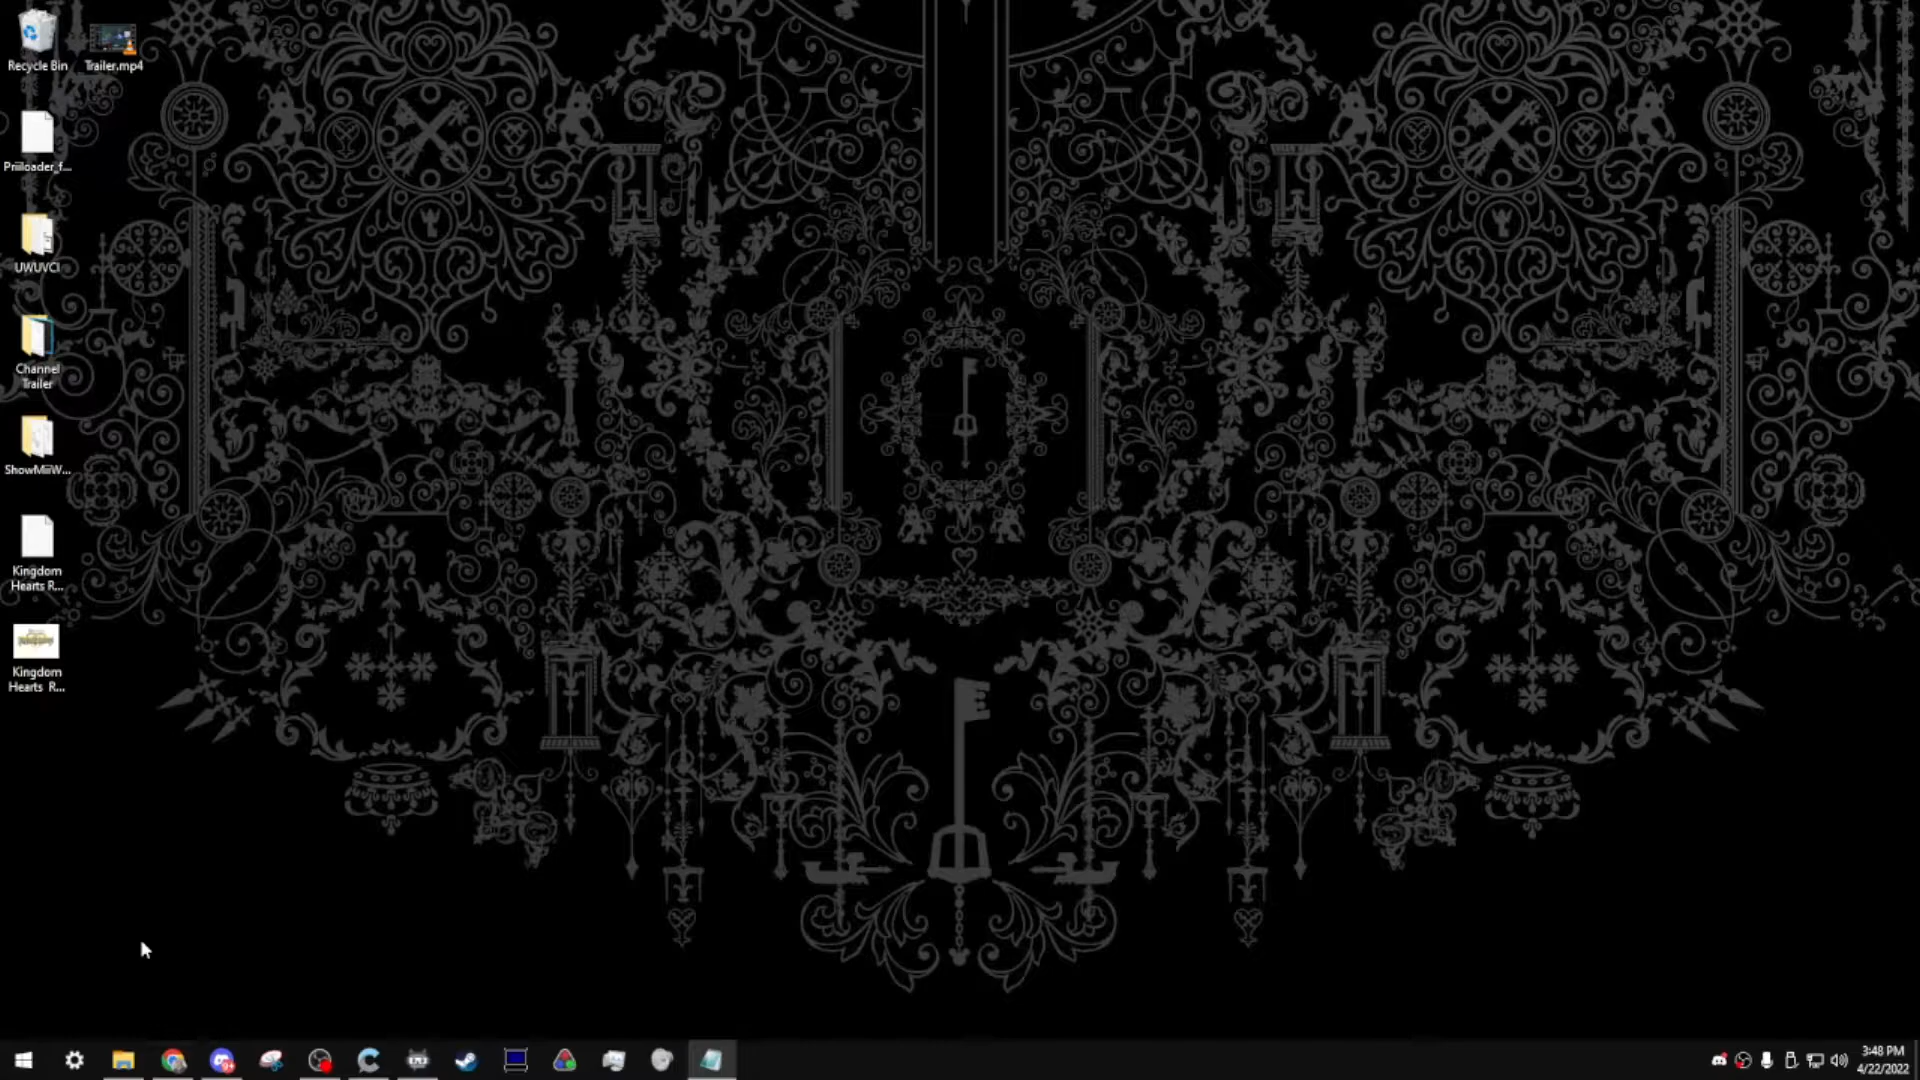 Recycle Bin
Trailer.mp4
Priiloader_f...
UWUVCI
Channel
Trailer
ShowMiiW...
Kingdom
Hearts R...
Kingdom
Hearts R...
9+
3:48 PM
4/22/2022